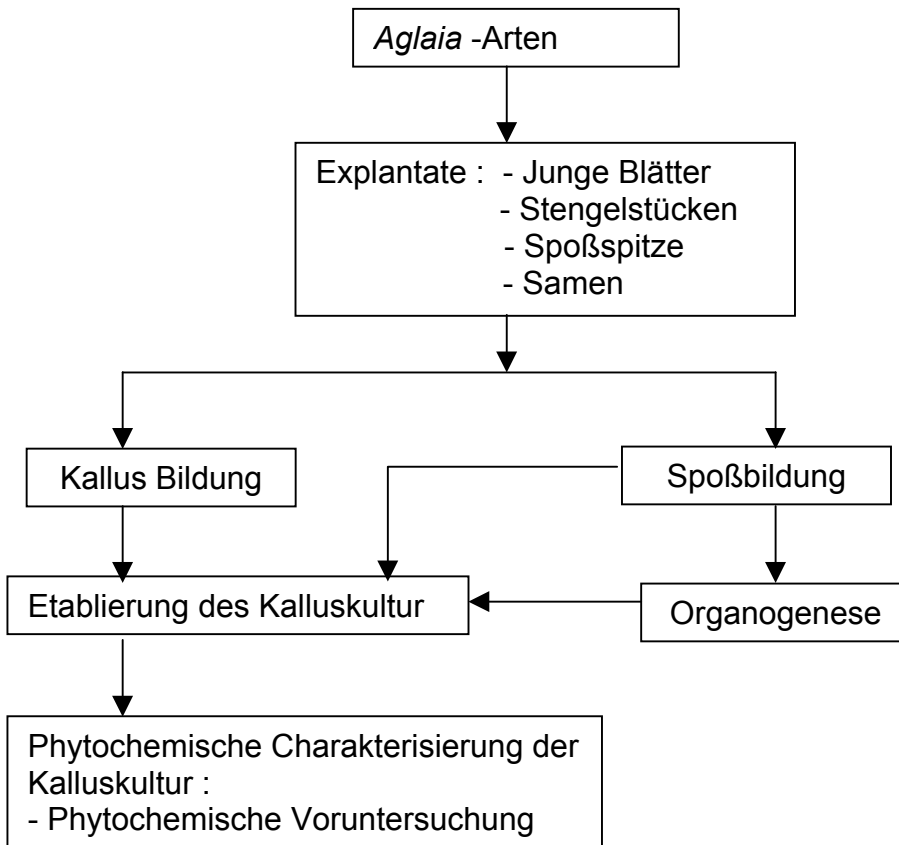 Aglaia -Arten
Explantate : - Junge Blätter
- Stengelstücken
- Spoßspitze
- Samen
Kallus Bildung
Spoßbildung
Etablierung des Kalluskultur
Organogenese
Phytochemische Charakterisierung der
Kalluskultur :
- Phytochemische Voruntersuchung